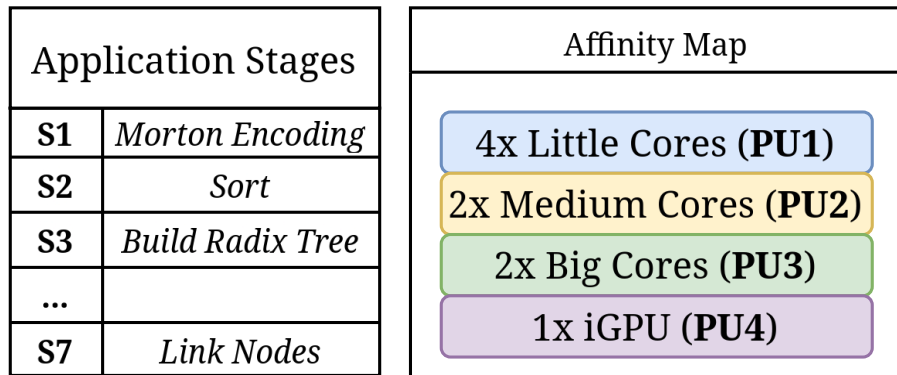 Application Stages
S1 Morton Encoding
S2 Sort
S3 Build Radix Tree
...
S7 Link Nodes
Affinity Map
4x Little Cores (PU1)
2x Medium Cores (PU2)
2x Big Cores (PU3)
1x iGPU (PU4)